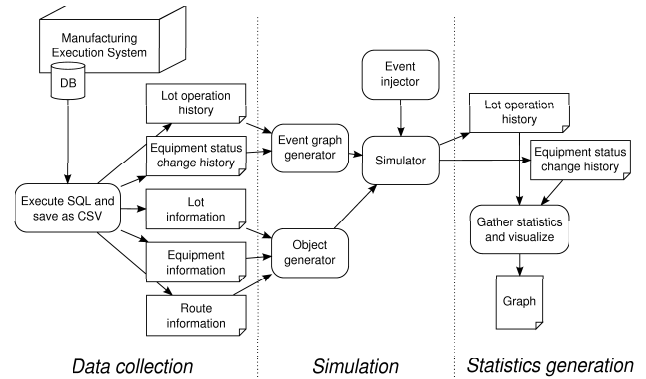 Manufacturing
Execution System
DB
Execute SQL and
save as CSV
Lot operation
history
Equipment status
change history
Lot
information
Equipment
information
Route
information
Data collection
Event graph
generator
Object
generator
Event
injector
Simulator
Simulation
Lot operation
history
Equipment status
change history
Gather statistics
and visualize
Graph
Statistics generation